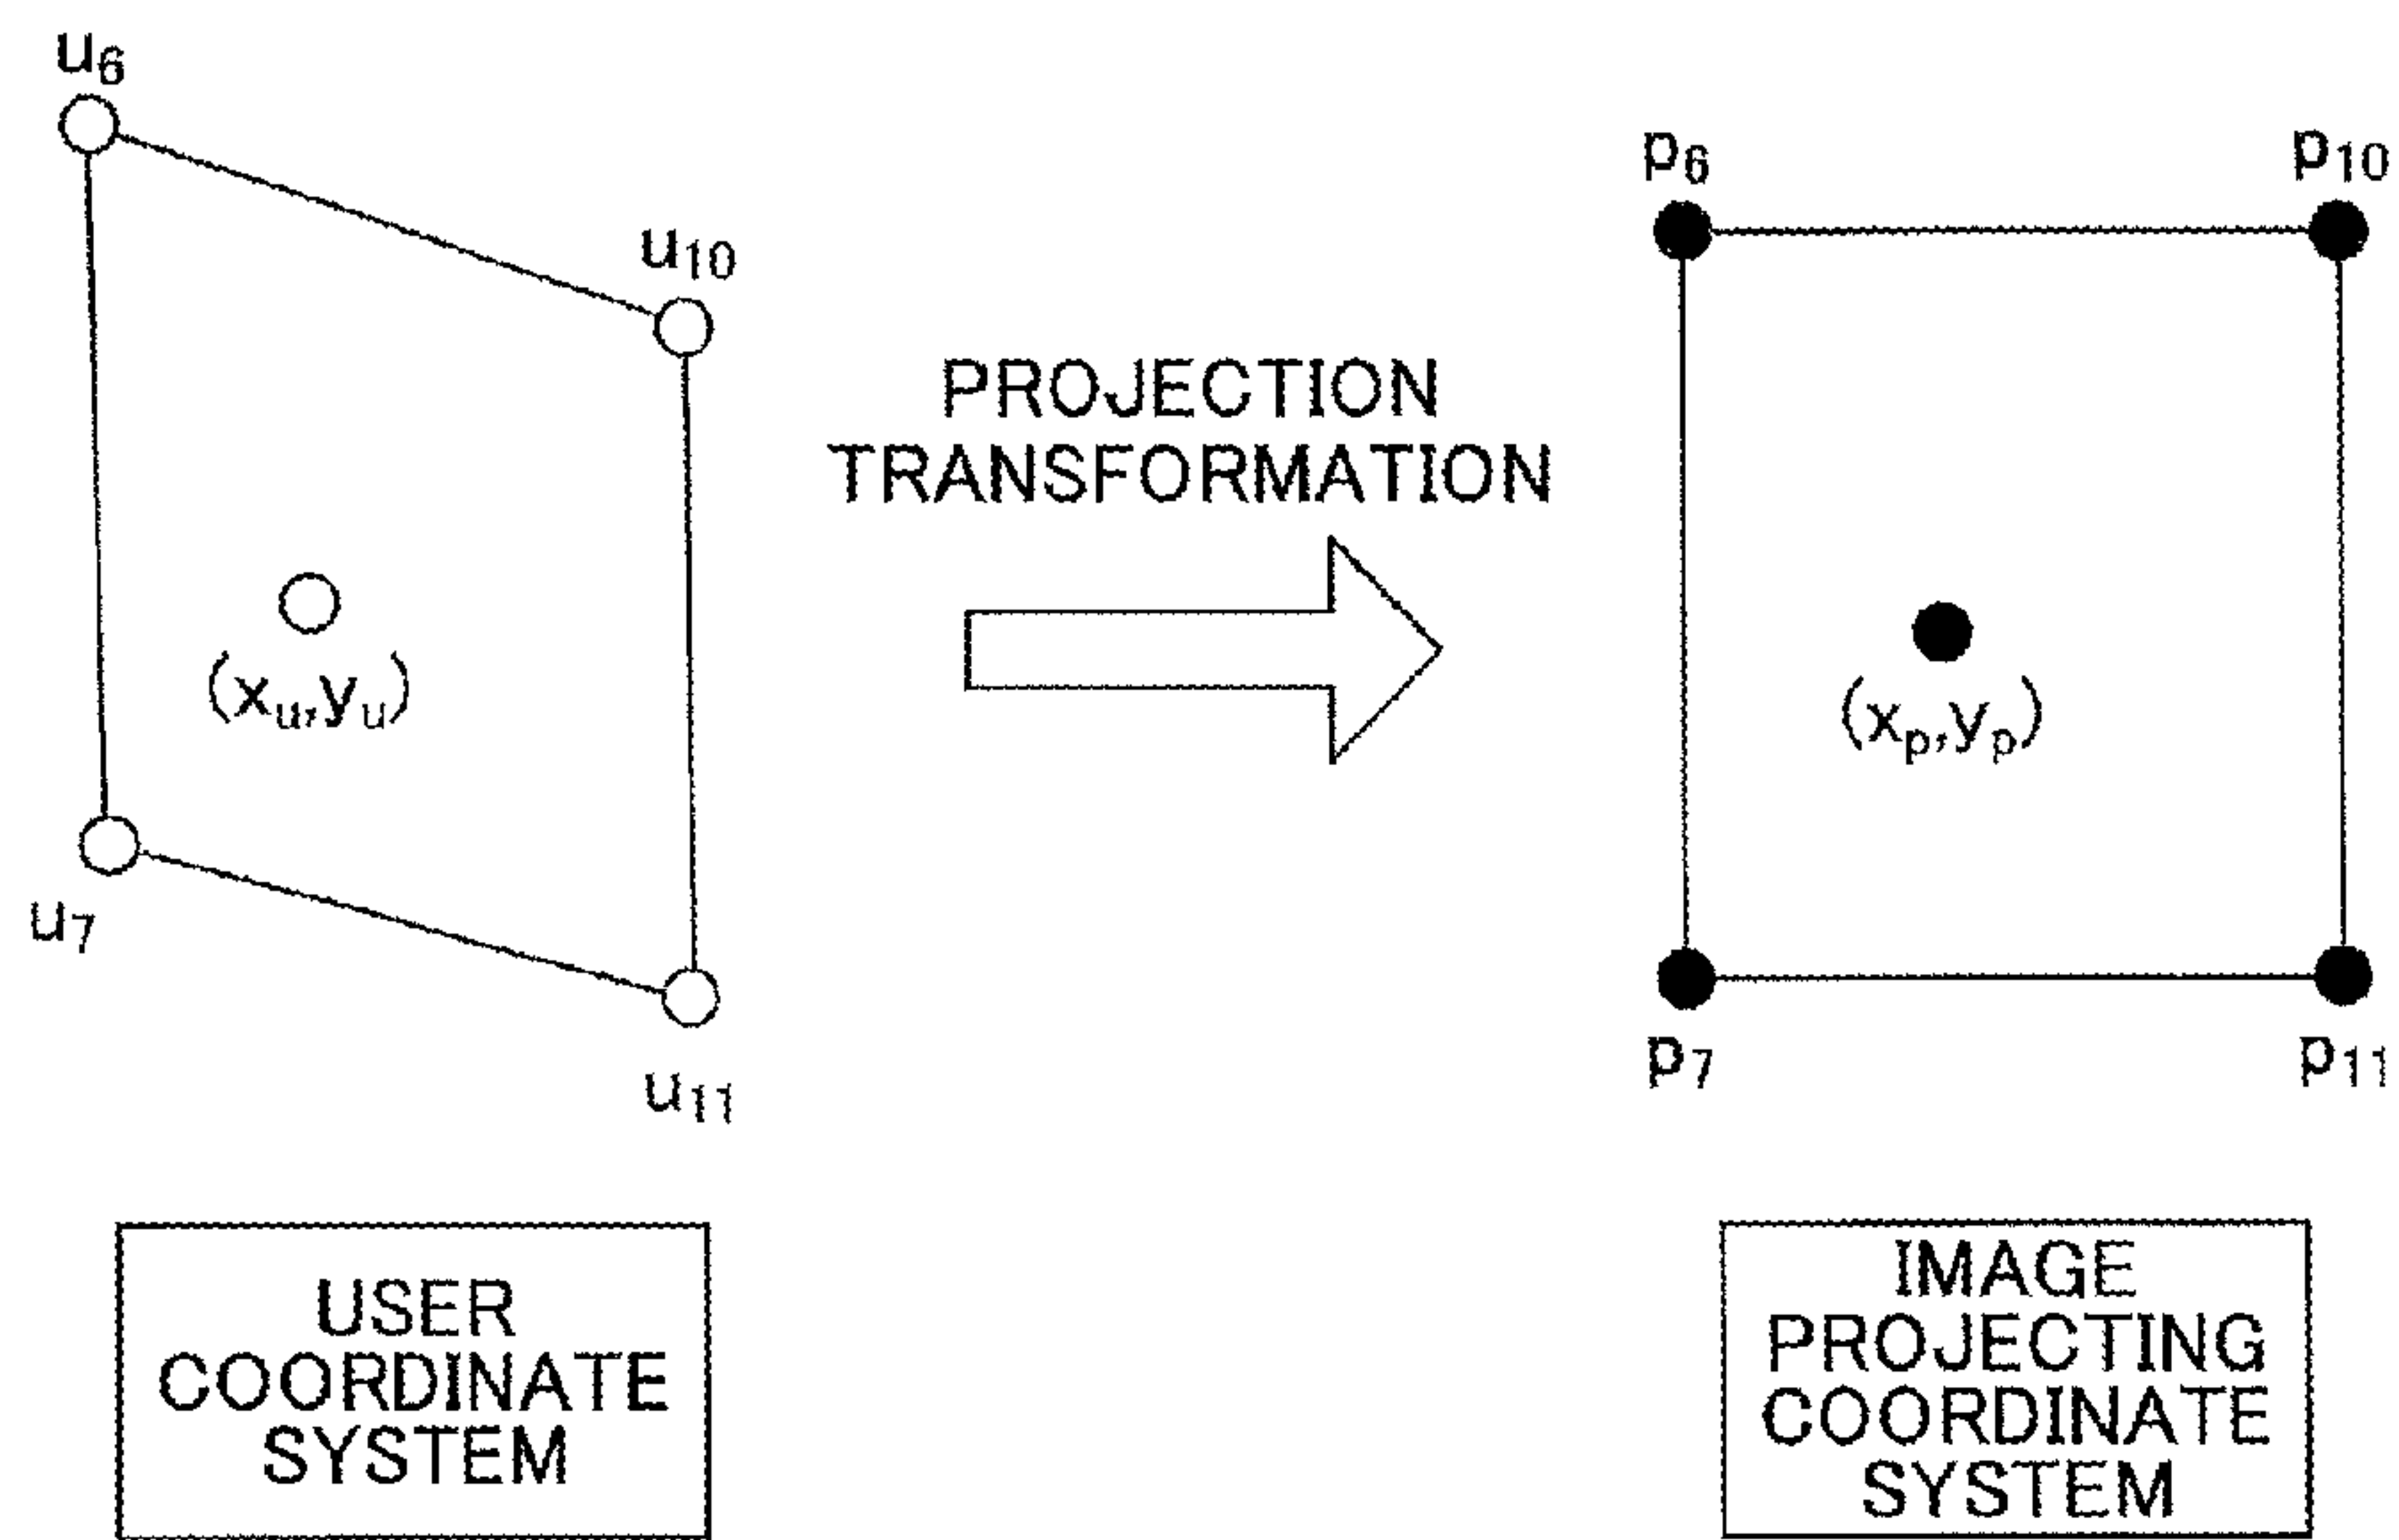 u₆
u₁₀
(xᵤ,yᵤ)
u₇
u₁₁
PROJECTION
TRANSFORMATION
p₆
p₁₀
(xₚ,yₚ)
p₇
p₁₁
USER
COORDINATE
SYSTEM
IMAGE
PROJECTING
COORDINATE
SYSTEM